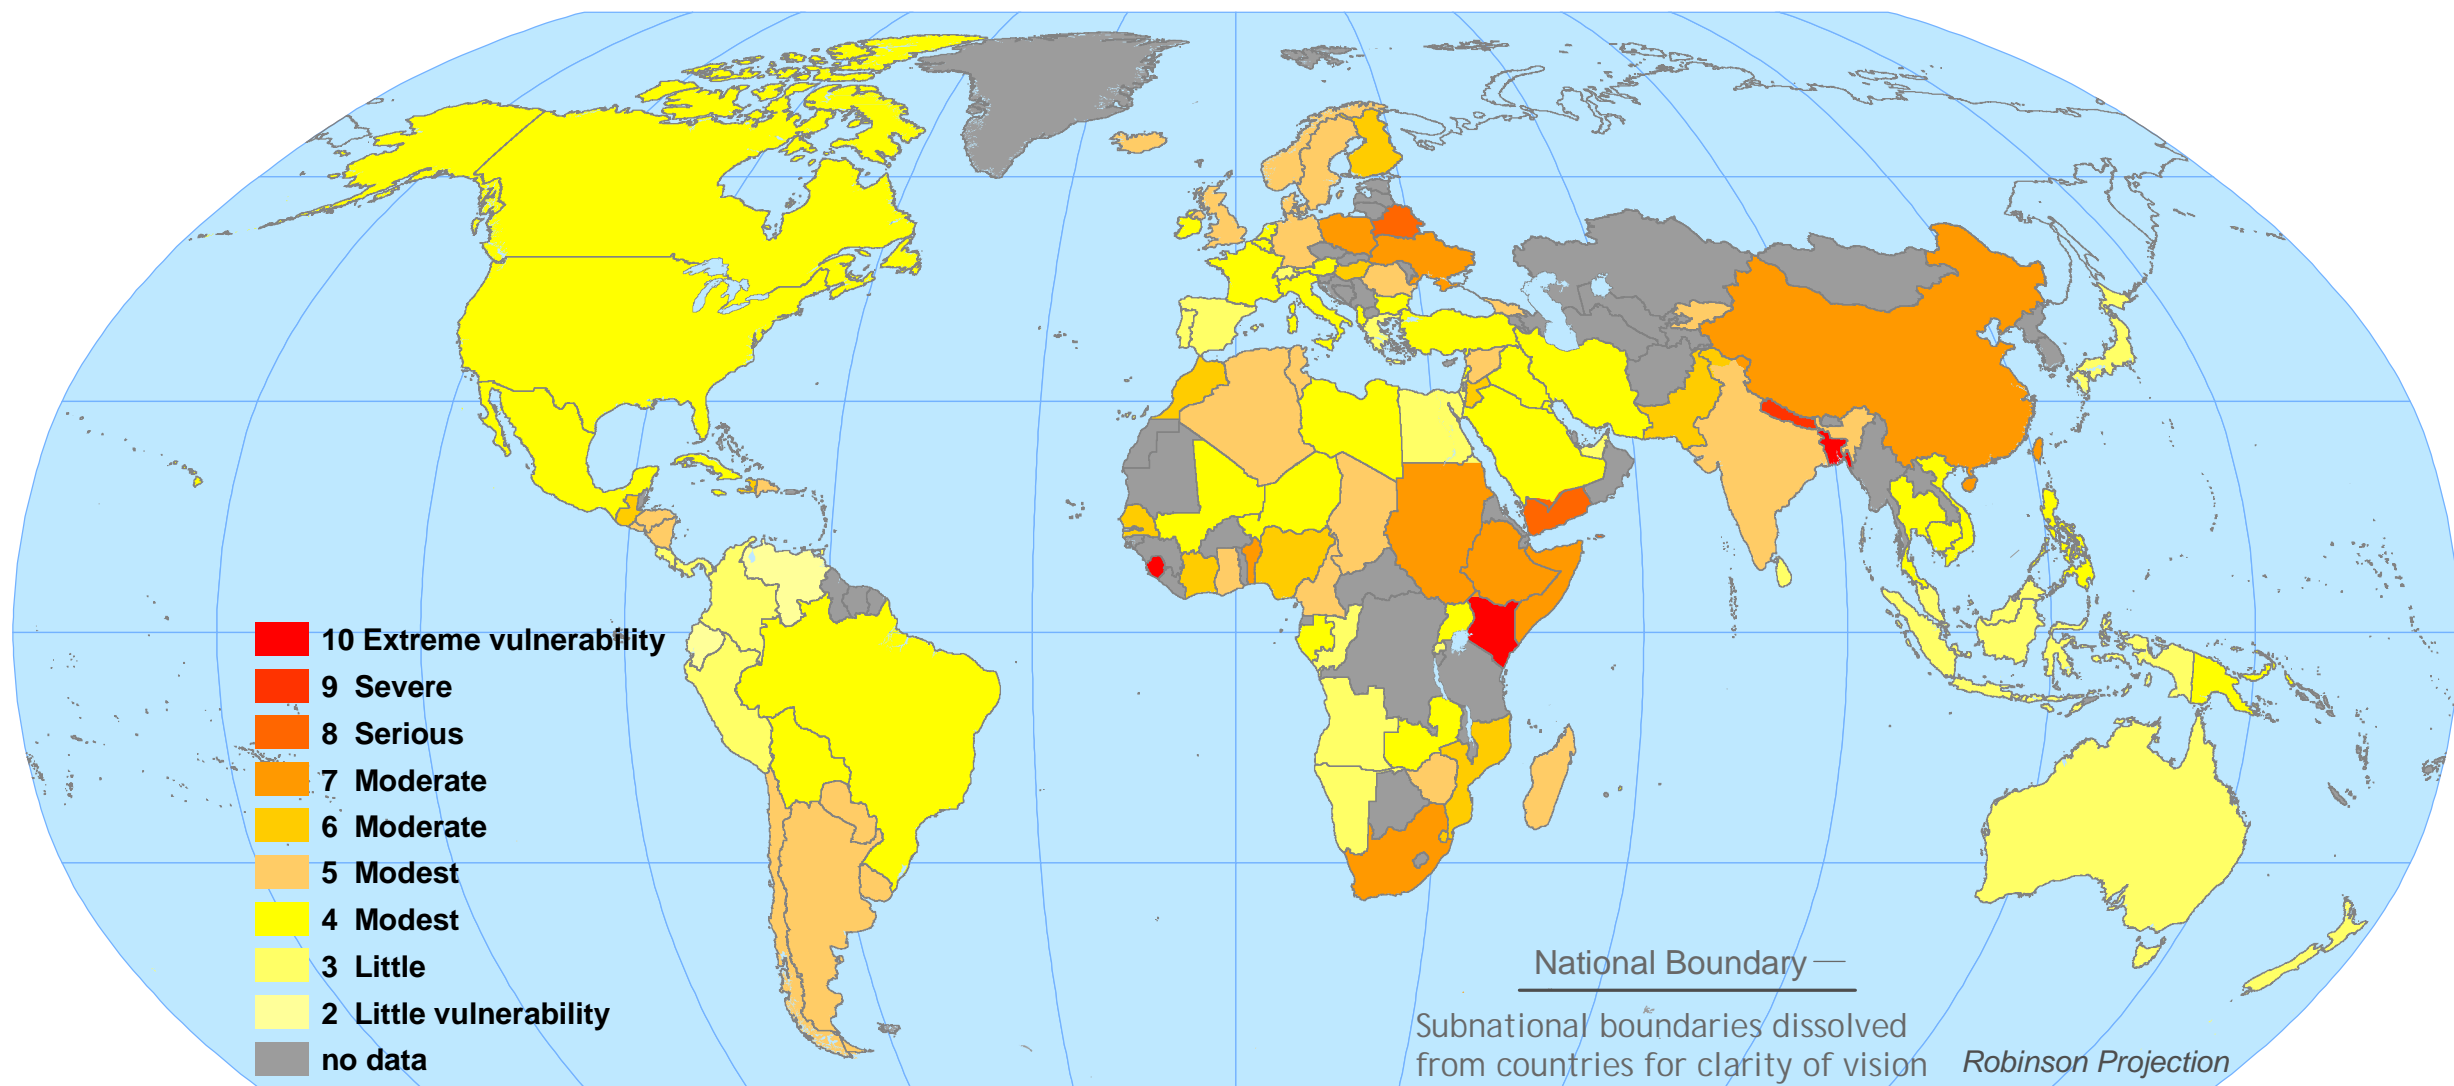 10 Extreme vulnerability
9 Severe
8 Serious
7 Moderate
6 Moderate
5 Modest
4 Modest
3 Little
2 Little vulnerability
no data
National Boundary —
Subnational boundaries dissolved
from countries for clarity of vision
Robinson Projection